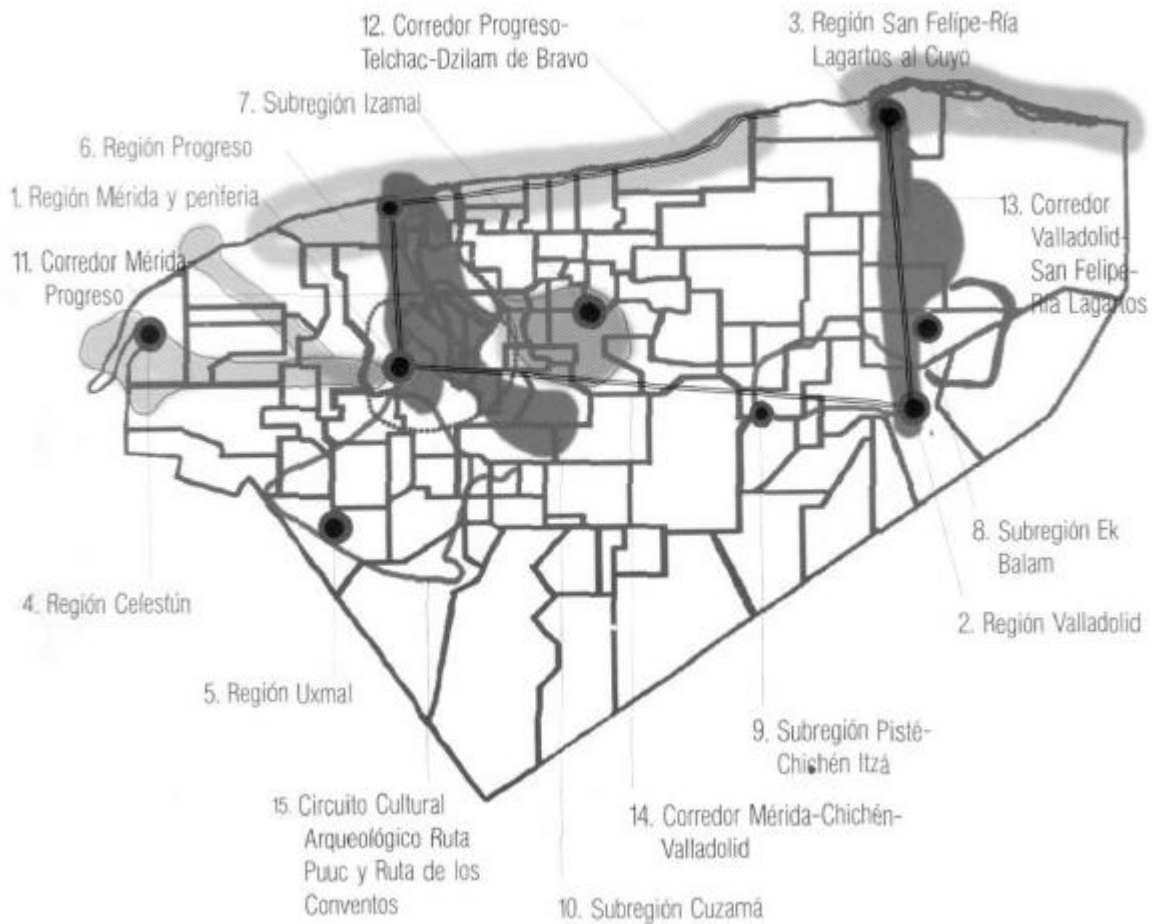 12. Corredor Progreso-
Telchac-Dzilam de Bravo
3. Región San Felipe-Ría
Lagartos al Cuyo
7. Subregión Izamal
6. Región Progreso
1. Región Mérida y periferia
11. Corredor Mérida-
Progreso
13. Corredor
Valladolid-
San Felipe-
Ría Lagartos
4. Región Celestún
8. Subregión Ek
Balam
2. Región Valladolid
5. Región Uxmal
9. Subregión Pisté-
Chichén Itzá
15. Circuito Cultural
Arqueológico Ruta
Puuc y Ruta de los
Conventos
14. Corredor Mérida-Chichén-
Valladolid
10. Subregión Cuzamá